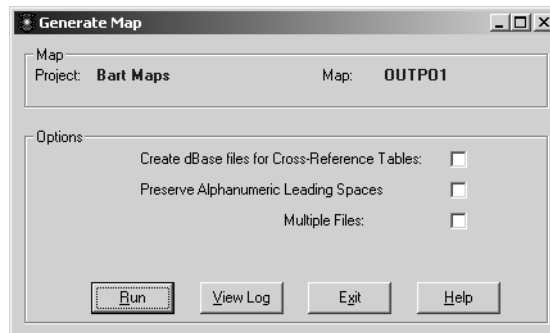 Generate Map
Map
Project: Bart Maps Map: OUTP01
Options
Create dBase files for Cross-Reference Tables:
Preserve Alphanumeric Leading Spaces
Multiple Files:
Run View Log Exit Help